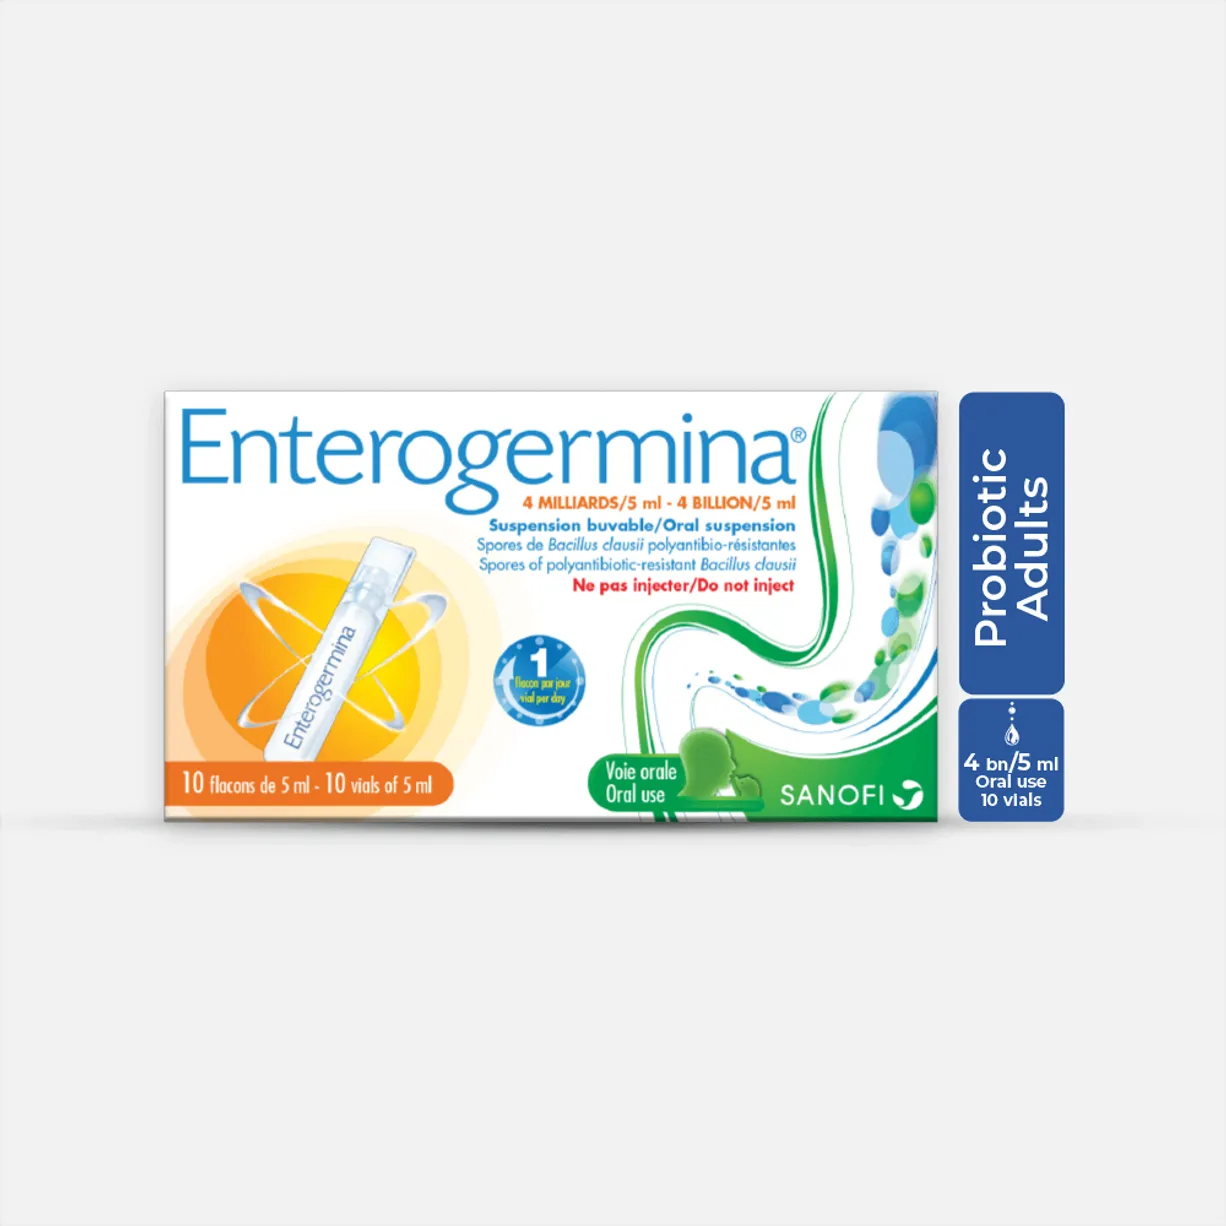 Enterogermina®
4 MILLIARDS/5 ml - 4 BILLION/5 ml
Suspension buvable/Oral suspension
Spores de Bacillus clausii polyantibio-résistantes
Spores of polyantibiotic-resistant Bacillus clausii
Ne pas injecter/Do not inject
Enterogermina
1
flacon par jour
vial per day
10 flacons de 5 ml - 10 vials of 5 ml
Voie orale
Oral use
SANOFI
Probiotic
Adults
4 bn/5 ml
Oral use
10 vials